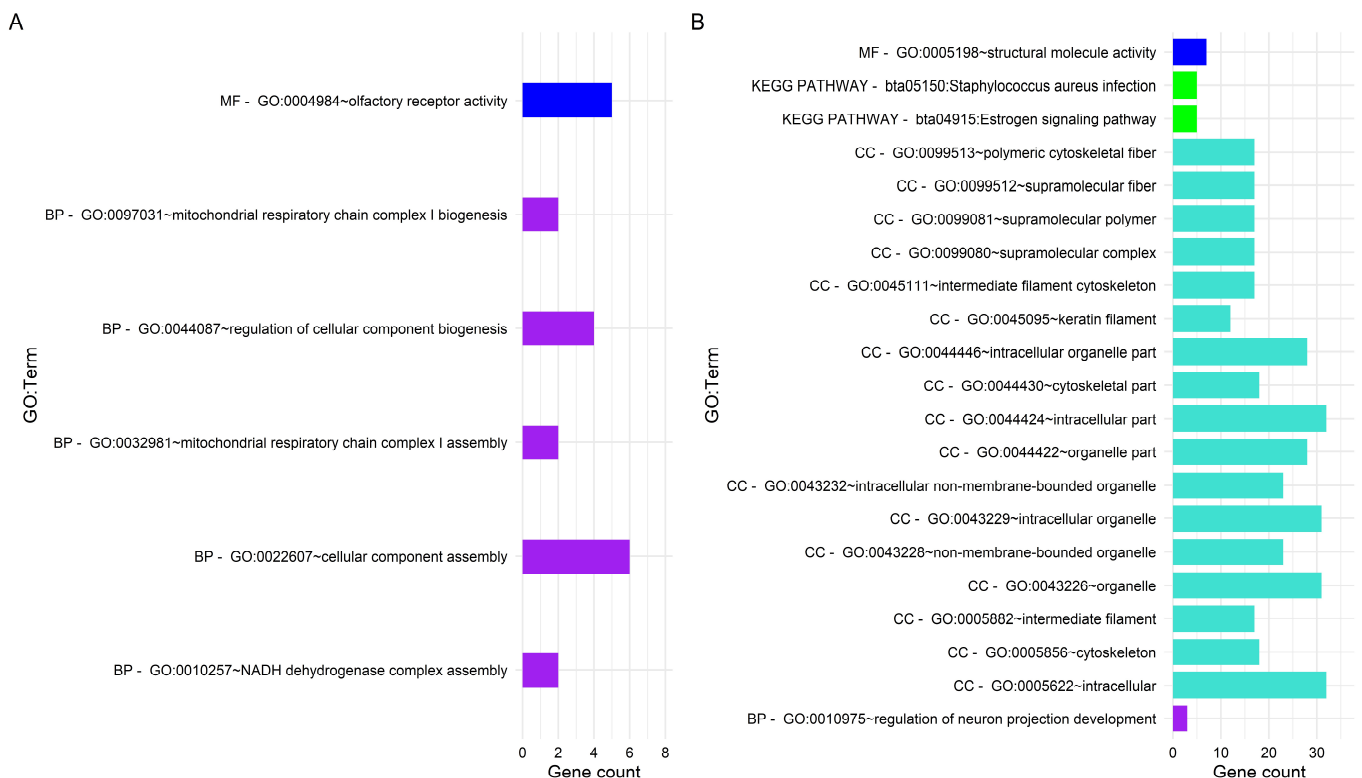 A
GO:Term
MF - GO:0004984~olfactory receptor activity
BP - GO:0097031~mitochondrial respiratory chain complex I biogenesis
BP - GO:0044087~regulation of cellular component biogenesis
BP - GO:0032981~mitochondrial respiratory chain complex I assembly
BP - GO:0022607~cellular component assembly
BP - GO:0010257~NADH dehydrogenase complex assembly
0 2 4 6 8
Gene count
B
GO:Term
MF - GO:0005198~structural molecule activity
KEGG PATHWAY - bta05150:Staphylococcus aureus infection
KEGG PATHWAY - bta04915:Estrogen signaling pathway
CC - GO:0099513~polymeric cytoskeletal fiber
CC - GO:0099512~supramolecular fiber
CC - GO:0099081~supramolecular polymer
CC - GO:0099080~supramolecular complex
CC - GO:0045111~intermediate filament cytoskeleton
CC - GO:0045095~keratin filament
CC - GO:0044446~intracellular organelle part
CC - GO:0044430~cytoskeletal part
CC - GO:0044424~intracellular part
CC - GO:0044422~organelle part
CC - GO:0043232~intracellular non-membrane-bounded organelle
CC - GO:0043229~intracellular organelle
CC - GO:0043228~non-membrane-bounded organelle
CC - GO:0043226~organelle
CC - GO:0005882~intermediate filament
CC - GO:0005856~cytoskeleton
CC - GO:0005622~intracellular
BP - GO:0010975~regulation of neuron projection development
0 10 20 30
Gene count